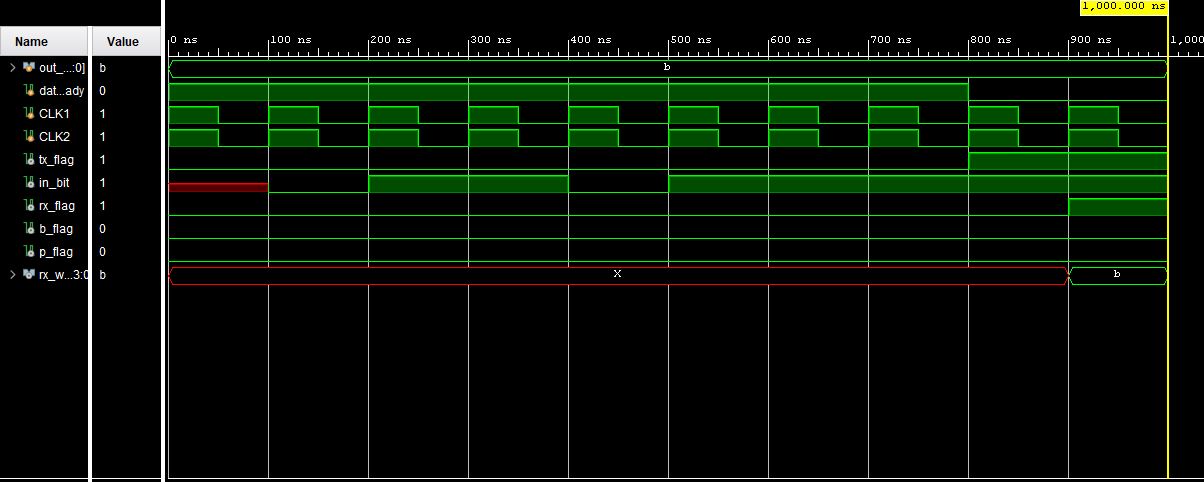 1,000.000 ns
Name Value
0 ns 100 ns 200 ns 300 ns 400 ns 500 ns 600 ns 700 ns 800 ns 900 ns 1,000
out_...:0] b b
dat...ady 0
CLK1 1
CLK2 1
tx_flag 1
in_bit 1
rx_flag 1
b_flag 0
p_flag 0
rx_w...3:0 b X b